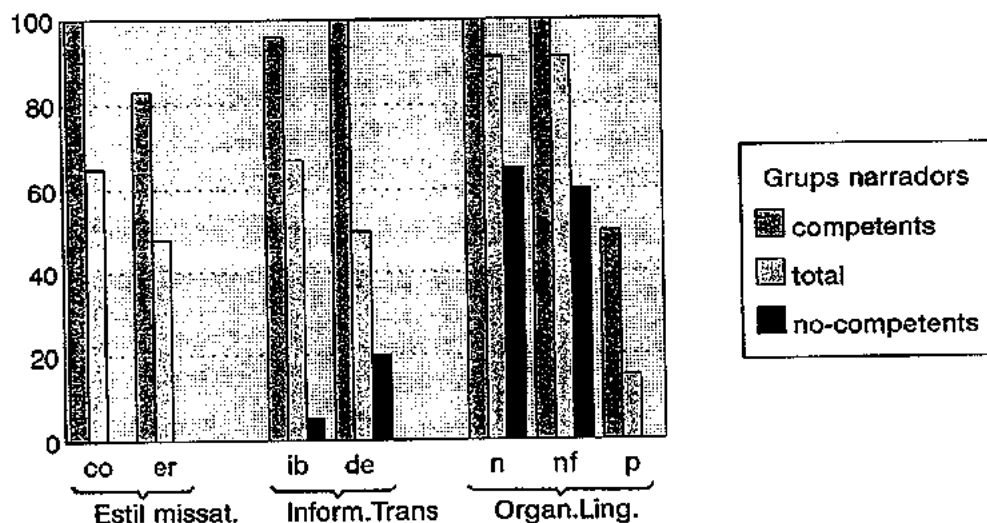 100
80
60
40
20
0
co er ib de n nf p
Estil missat. Inform.Trans Organ.Ling.
Grups narradors
competents
total
no-competents